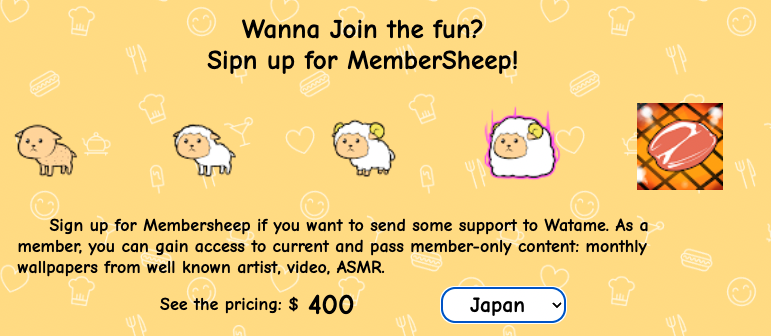 Wanna Join the fun?
Sipn up for MemberSheep!
Sign up for Membersheep if you want to send some support to Watame. As a
member, you can gain access to current and pass member-only content: monthly
wallpapers from well known artist, video, ASMR.
See the pricing: $ 400 Japan